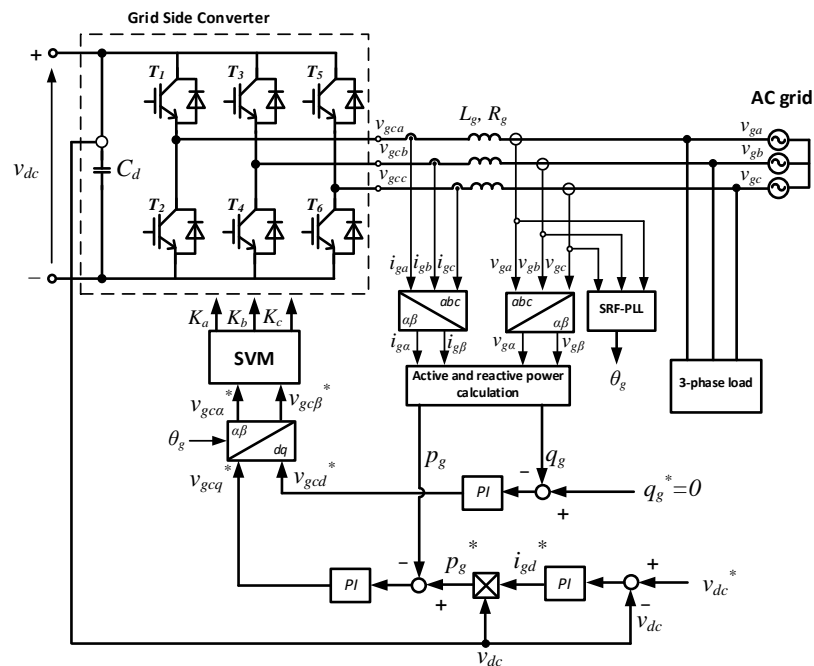 Grid Side Converter
+
T1
T3
T5
Lg, Rg
AC grid
vgca
vga
vgcb
vgb
vdc
Cd
vgcc
vgc
T2
T4
T6
−
iga igb igc
vga vgb vgc
Ka Kb Kc
abc
αβ
abc
αβ
SRF-PLL
SVM
igα
igβ
vgα
vgβ
θg
3-phase load
Active and reactive power calculation
vgcα*
vgcβ*
θg
αβ
dq
pg
qg
vgcq*
vgcd*
PI
−
+
qg*=0
PI
−
+
pg*
igd*
PI
+
−
vdc*
vdc
vdc